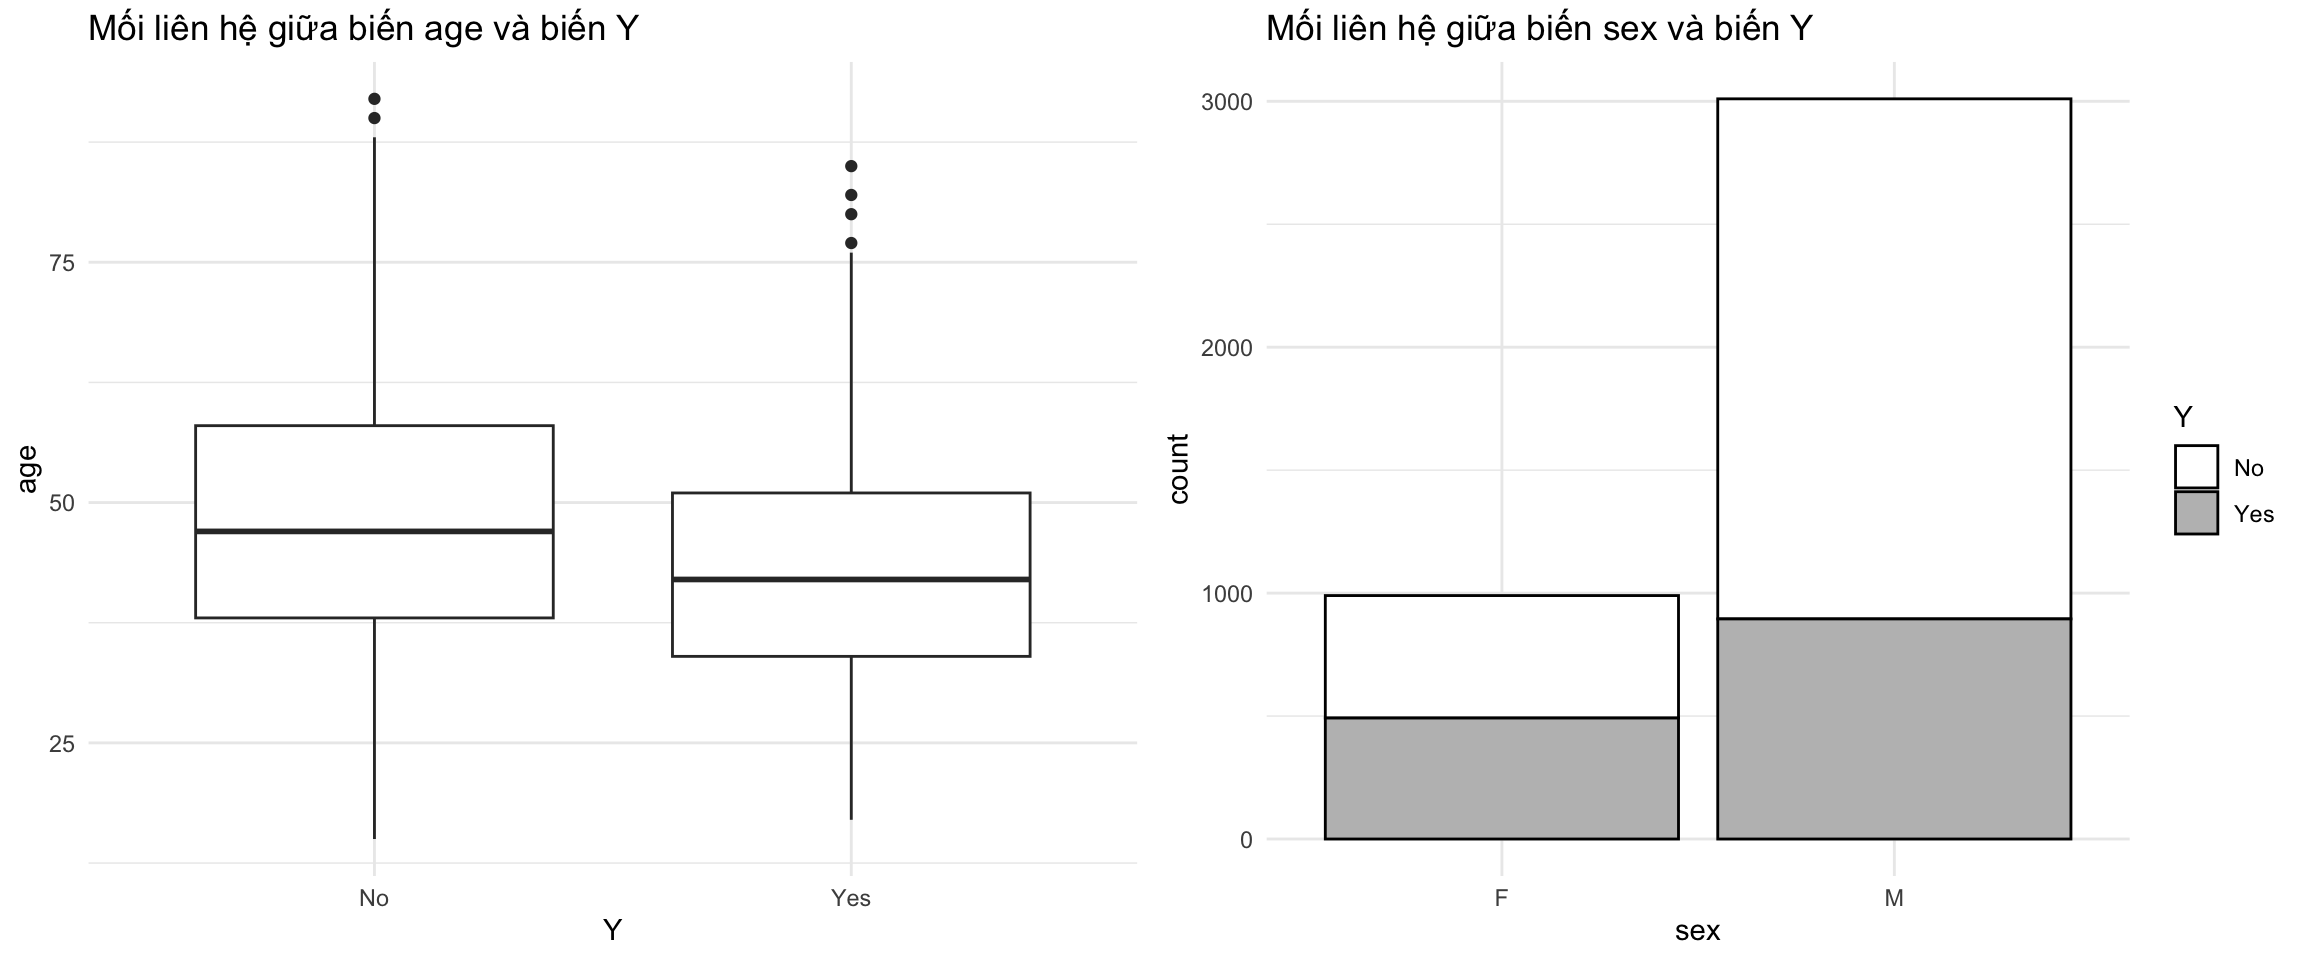 Mối liên hệ giữa biến age và biến Y
75
50
25
age
No
Yes
Y
Mối liên hệ giữa biến sex và biến Y
3000
2000
1000
0
count
F
M
sex
Y
No
Yes